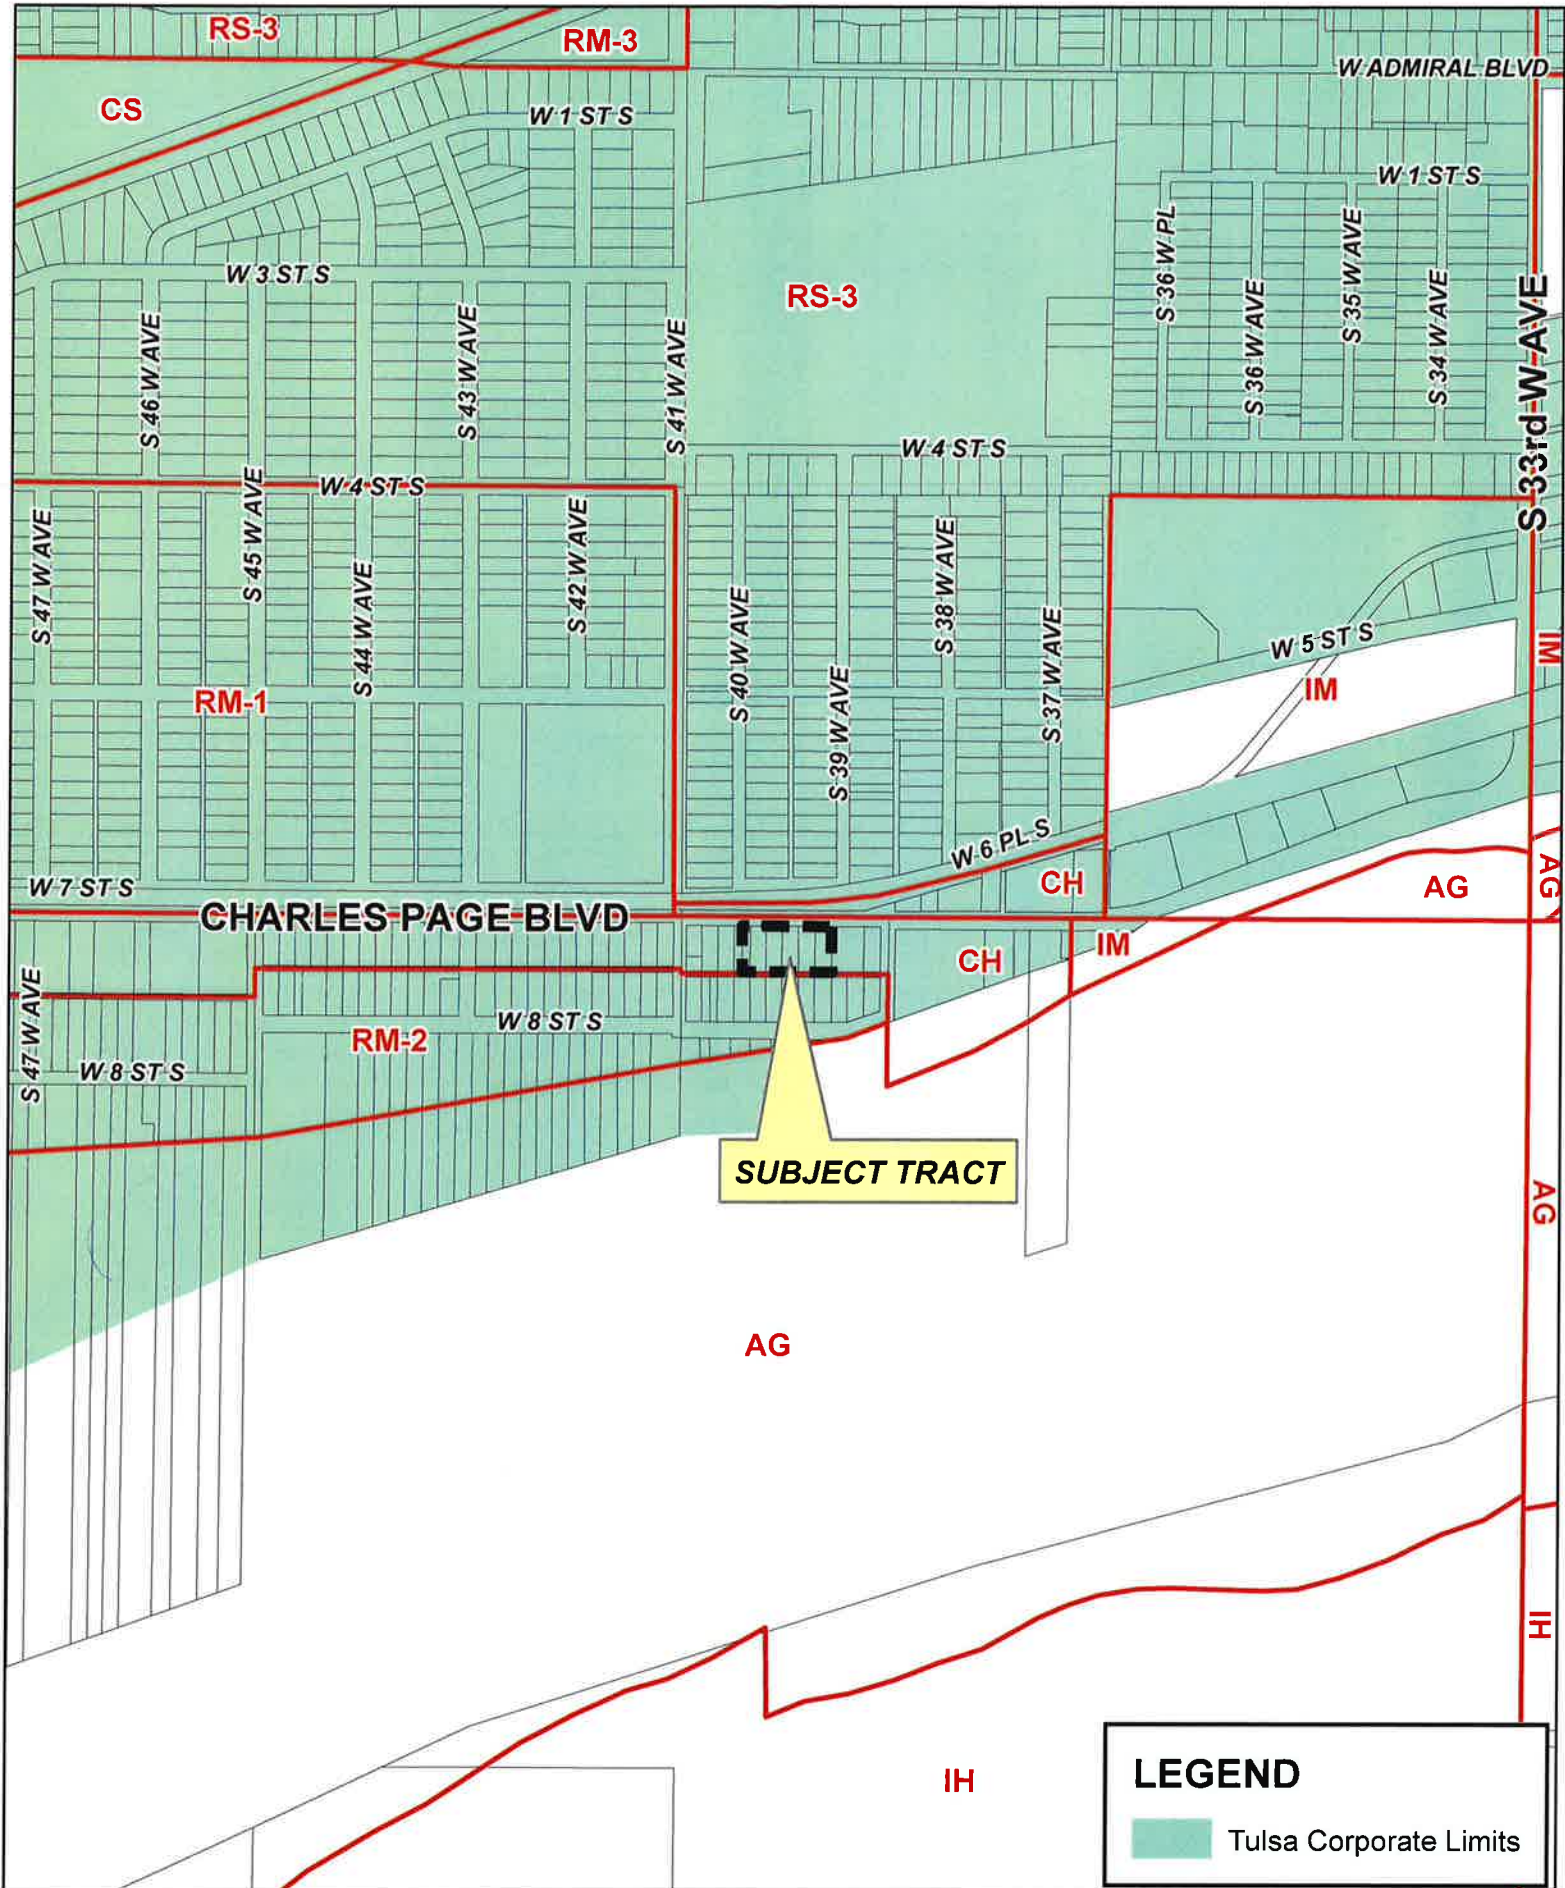 RS-3
RM-3
W ADMIRAL BLVD
CS
W 1 ST S
W 1 ST S
W 3 ST S
RS-3
S 36 W PL
S 35 W AVE
S 34 W AVE
S 36 W AVE
S 33rd W AVE
S 46 W AVE
S 43 W AVE
S 41 W AVE
W 4 ST S
W 4 ST S
S 47 W AVE
S 45 W AVE
S 44 W AVE
S 42 W AVE
S 40 W AVE
S 39 W AVE
S 38 W AVE
S 37 W AVE
W 5 ST S
IM
IM
RM-1
W 6 PL S
W 7 ST S
CH
AG
AG
CHARLES PAGE BLVD
CH
IM
S 47 W AVE
W 8 ST S
RM-2
W 8 ST S
SUBJECT TRACT
AG
AG
IH
IH
LEGEND
Tulsa Corporate Limits